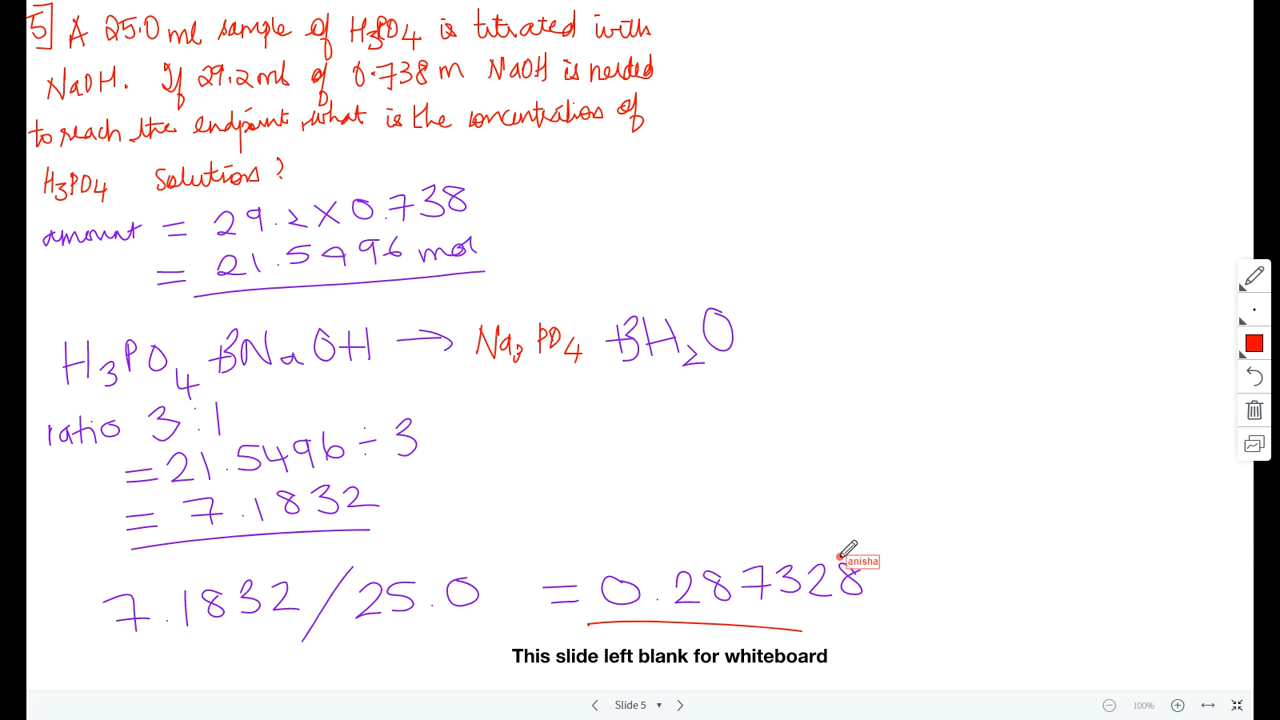 5] A 25.0 ml sample of H3PO4 is titrated with
NaOH. If 29.2 ml of 0.738 m NaOH is needed
to reach the endpoint, what is the concentration of
H3PO4 solution?
amount = 29.2 × 0.738
= 21.5496 mol
H3PO4 + 3NaOH → Na3PO4 + 3H2O
ratio 3:1
= 21.5496 ÷ 3
= 7.1832
anisha
7.1832/25.0 = 0.287328
This slide left blank for whiteboard
Slide 5
100%